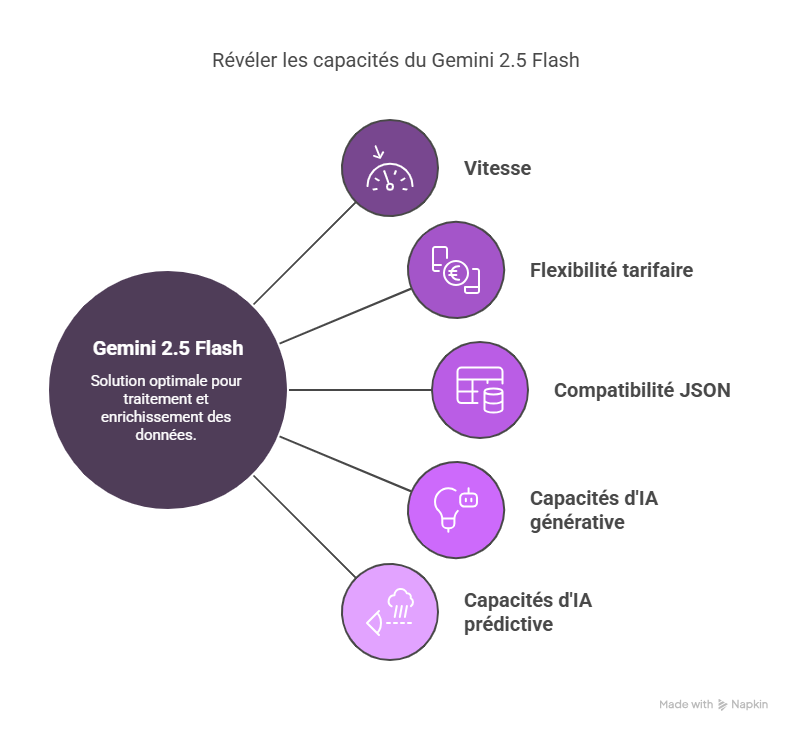 Révéler les capacités du Gemini 2.5 Flash
Vitesse
Flexibilité tarifaire
Gemini 2.5 Flash
Solution optimale pour
traitement et
enrichissement des
données.
Compatibilité JSON
Capacités d'IA
générative
Capacités d'IA
prédictive
Made with Napkin